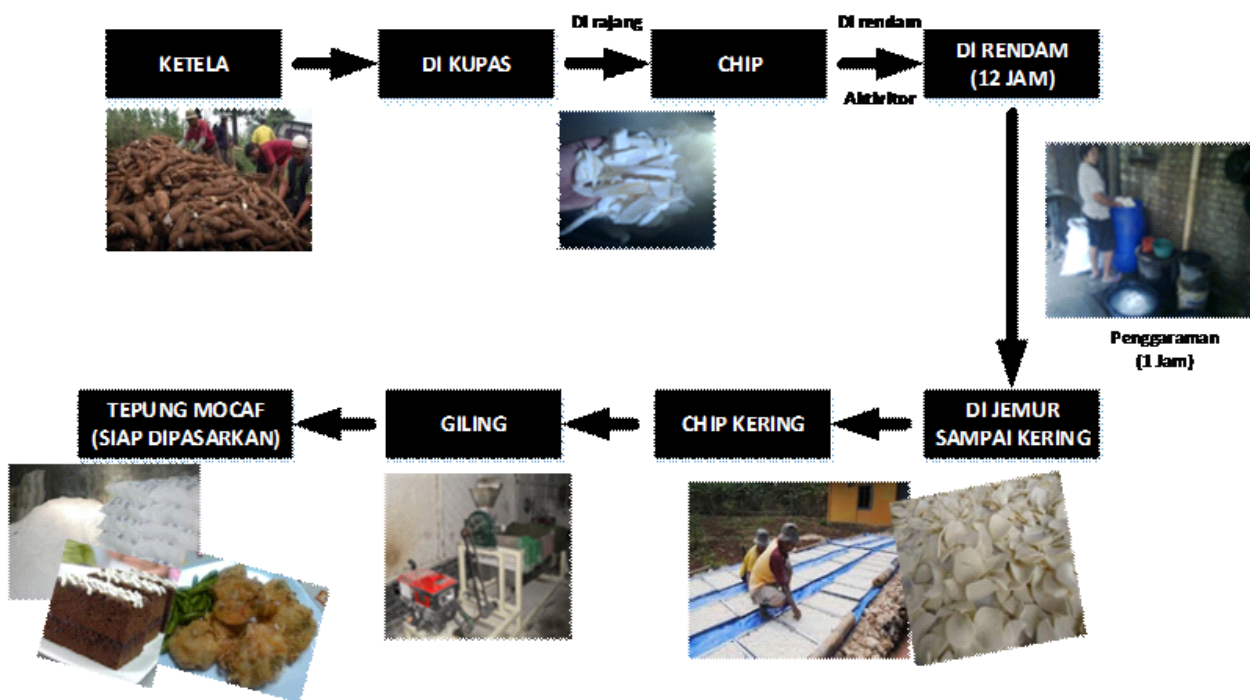 KETELA
DI KUPAS
Di rajang
CHIP
Di rendam
Aktivitor
DI RENDAM
(12 JAM)
Penggaraman
(1 Jam)
DI JEMUR
SAMPAI KERING
CHIP KERING
GILING
TEPUNG MOCAF
(SIAP DIPASARKAN)